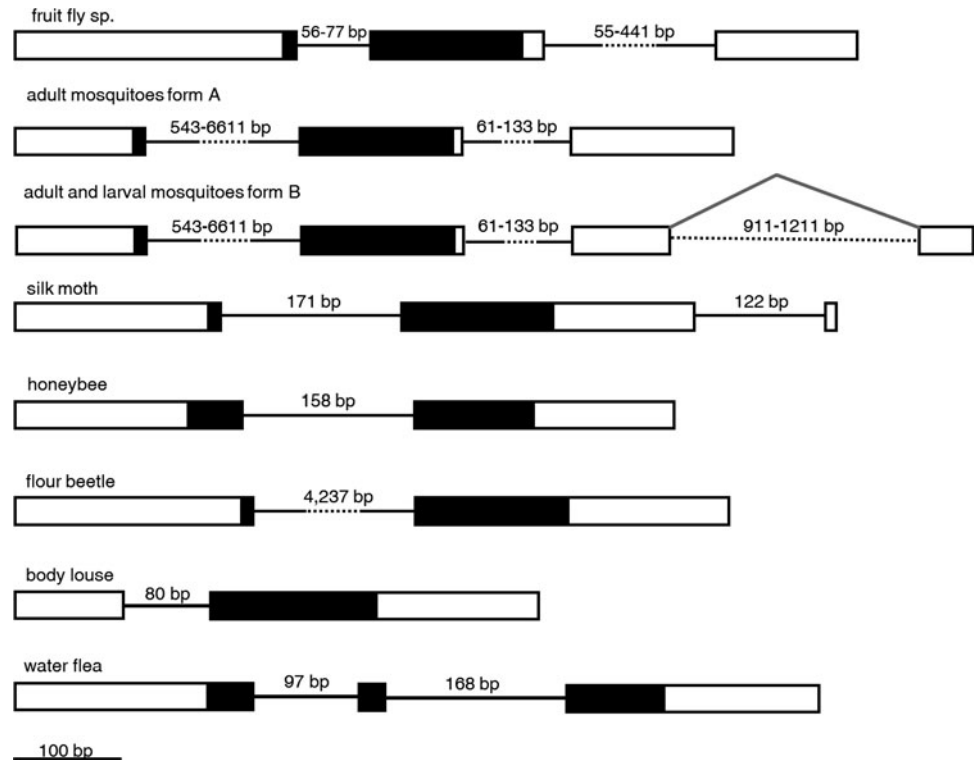 fruit fly sp.
56-77 bp
55-441 bp
adult mosquitoes form A
543-6611 bp
61-133 bp
adult and larval mosquitoes form B
543-6611 bp
61-133 bp
911-1211 bp
silk moth
171 bp
122 bp
honeybee
158 bp
flour beetle
4,237 bp
body louse
80 bp
water flea
97 bp
168 bp
100 bp